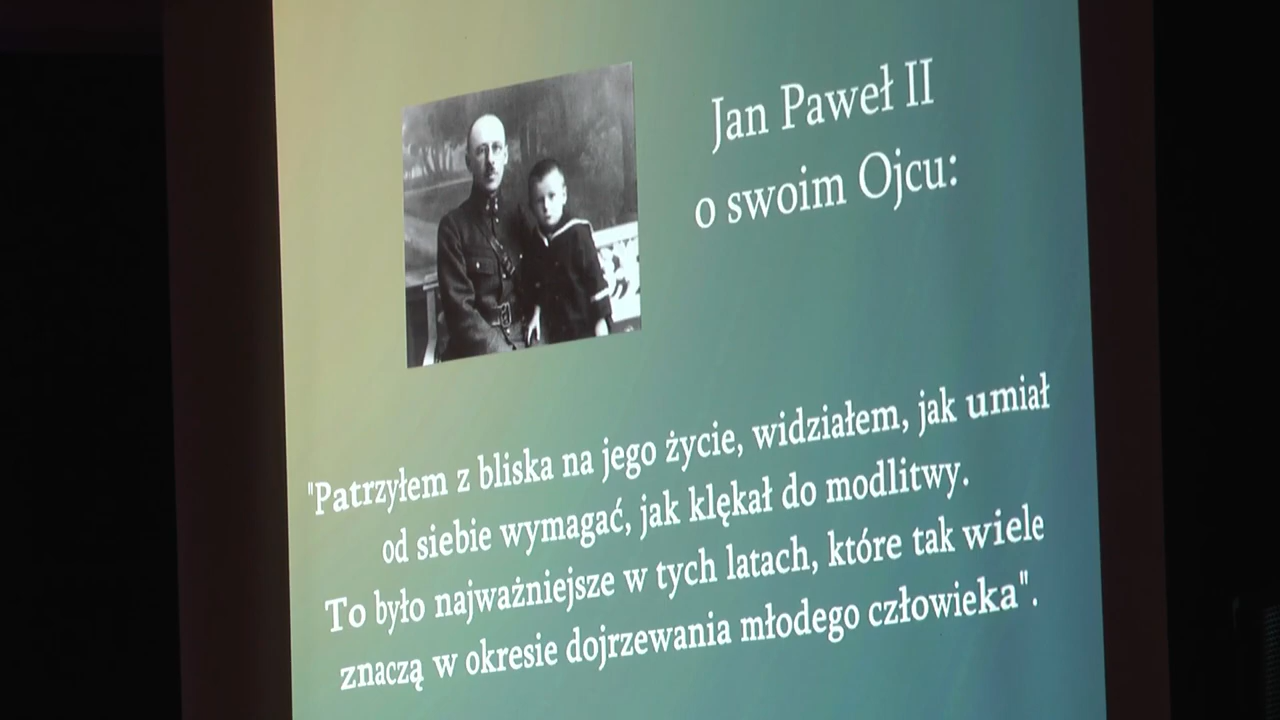 Jan Paweł II
o swoim Ojcu:
"Patrzyłem z bliska na jego życie, widziałem, jak umiał
od siebie wymagać, jak klękał do modlitwy.
To było najważniejsze w tych latach, które tak wiele
znaczą w okresie dojrzewania młodego człowieka".